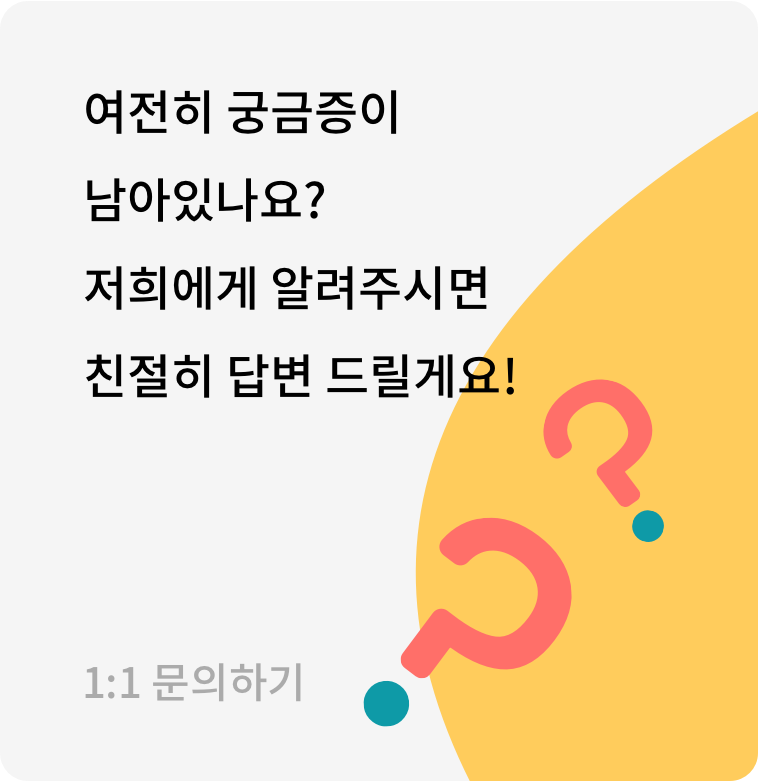 여전히 궁금증이
남아있나요?
저희에게 알려주시면
친절히 답변 드릴게요!
1:1 문의하기